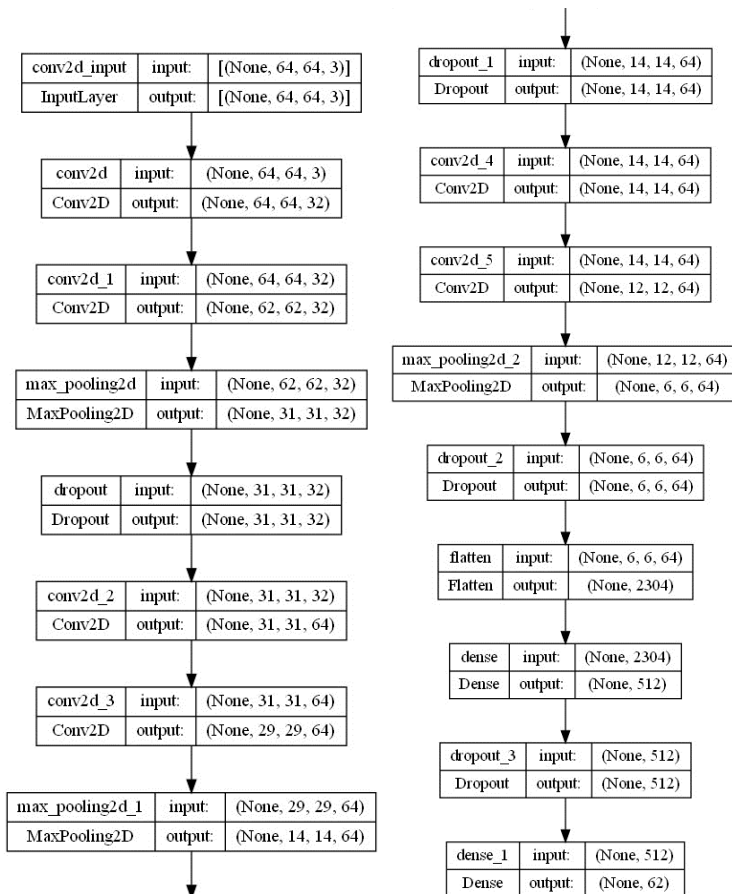 conv2d_input input: [(None, 64, 64, 3)]
InputLayer output: [(None, 64, 64, 3)]
conv2d input: (None, 64, 64, 3)
Conv2D output: (None, 64, 64, 32)
conv2d_1 input: (None, 64, 64, 32)
Conv2D output: (None, 62, 62, 32)
max_pooling2d input: (None, 62, 62, 32)
MaxPooling2D output: (None, 31, 31, 32)
dropout input: (None, 31, 31, 32)
Dropout output: (None, 31, 31, 32)
conv2d_2 input: (None, 31, 31, 32)
Conv2D output: (None, 31, 31, 64)
conv2d_3 input: (None, 31, 31, 64)
Conv2D output: (None, 29, 29, 64)
max_pooling2d_1 input: (None, 29, 29, 64)
MaxPooling2D output: (None, 14, 14, 64)
dropout_1 input: (None, 14, 14, 64)
Dropout output: (None, 14, 14, 64)
conv2d_4 input: (None, 14, 14, 64)
Conv2D output: (None, 14, 14, 64)
conv2d_5 input: (None, 14, 14, 64)
Conv2D output: (None, 12, 12, 64)
max_pooling2d_2 input: (None, 12, 12, 64)
MaxPooling2D output: (None, 6, 6, 64)
dropout_2 input: (None, 6, 6, 64)
Dropout output: (None, 6, 6, 64)
flatten input: (None, 6, 6, 64)
Flatten output: (None, 2304)
dense input: (None, 2304)
Dense output: (None, 512)
dropout_3 input: (None, 512)
Dropout output: (None, 512)
dense_1 input: (None, 512)
Dense output: (None, 62)